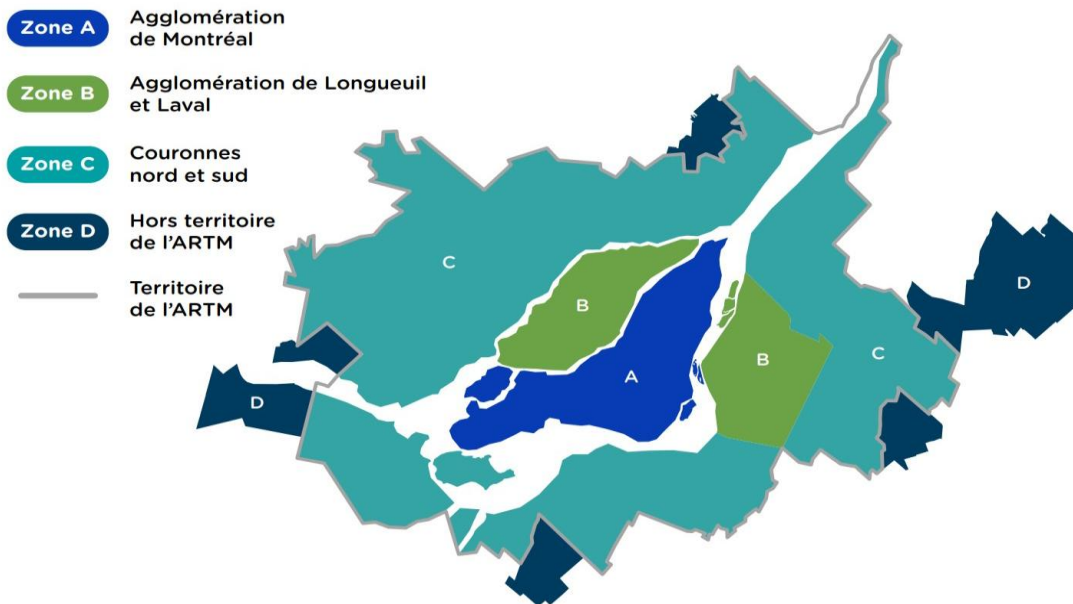 Zone A
Agglomération
de Montréal
Zone B
Agglomération de Longueuil
et Laval
Zone C
Couronnes
nord et sud
Zone D
Hors territoire
de l'ARTM
Territoire
de l'ARTM
C
B
A
B
C
D
D